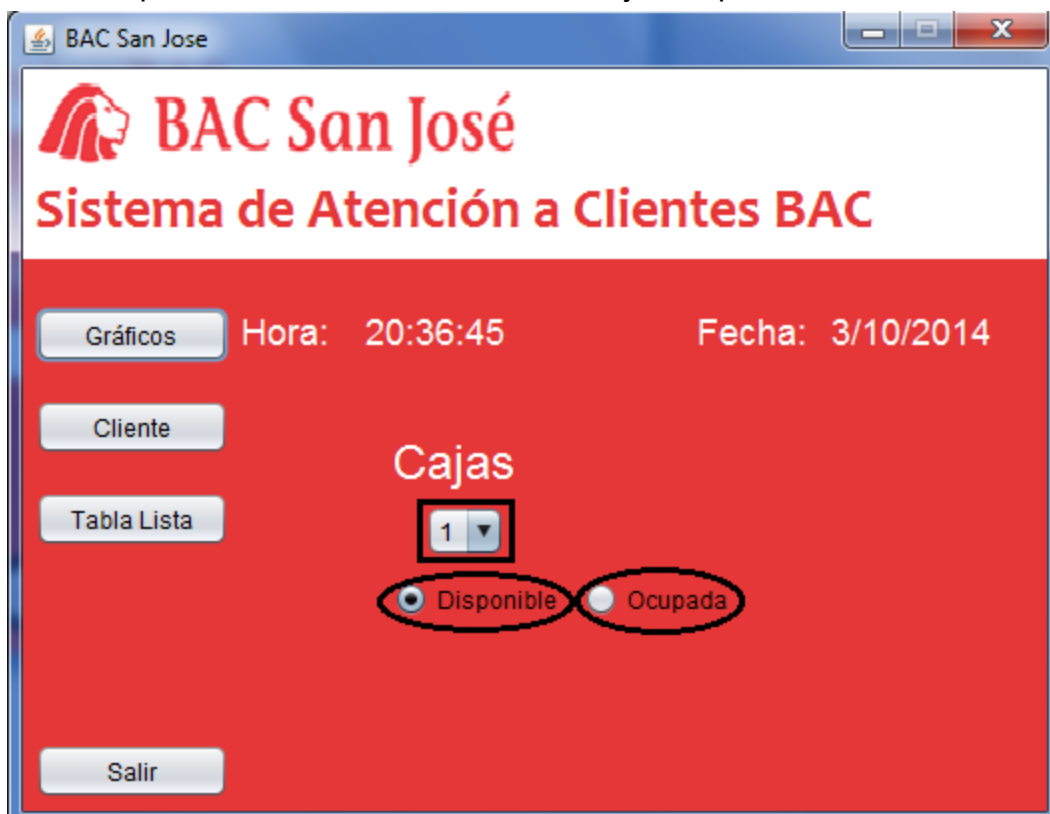 BAC San Jose
BAC San José
Sistema de Atención a Clientes BAC
Gráficos Hora: 20:36:45 Fecha: 3/10/2014
Cliente
Cajas
Tabla Lista
1
Disponible Ocupada
Salir